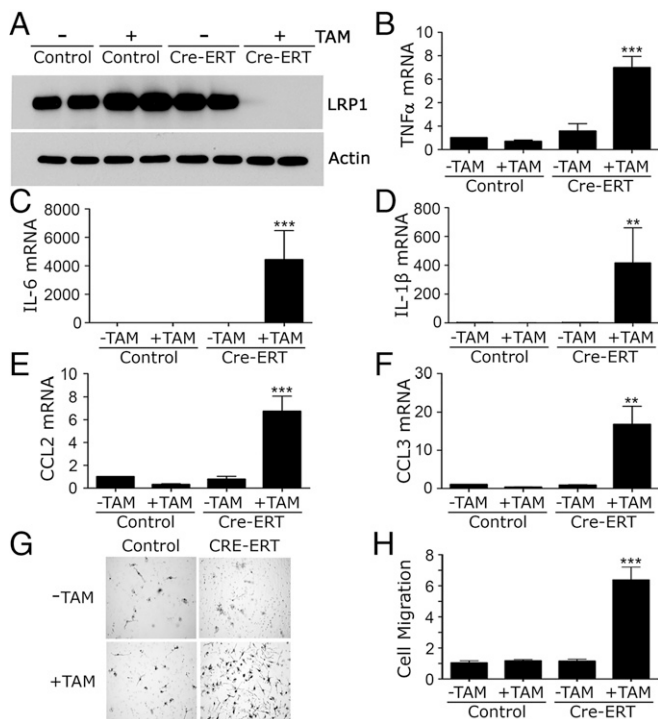 A
− + − + TAM
Control Control Cre-ERT Cre-ERT
LRP1
Actin
B
TNFα mRNA
8
6
4
2
0
***
-TAM +TAM -TAM +TAM
Control Cre-ERT
C
IL-6 mRNA
8000
6000
4000
2000
0
***
-TAM +TAM -TAM +TAM
Control Cre-ERT
D
IL-1β mRNA
800
600
400
200
0
**
-TAM +TAM -TAM +TAM
Control Cre-ERT
E
CCL2 mRNA
10
8
6
4
2
0
***
-TAM +TAM -TAM +TAM
Control Cre-ERT
F
CCL3 mRNA
30
20
10
0
**
-TAM +TAM -TAM +TAM
Control Cre-ERT
G
Control CRE-ERT
-TAM
+TAM
H
Cell Migration
8
6
4
2
0
***
-TAM +TAM -TAM +TAM
Control Cre-ERT